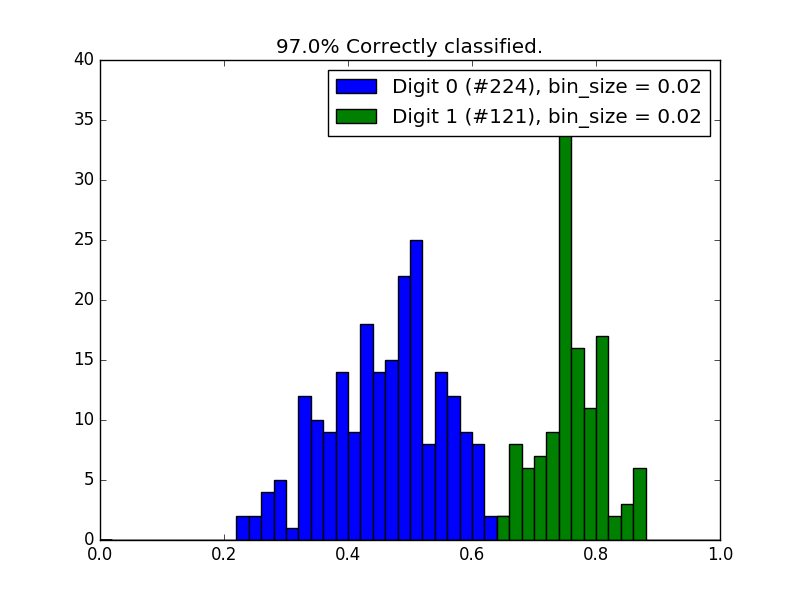 97.0% Correctly classified.
Digit 0 (#224), bin_size = 0.02
Digit 1 (#121), bin_size = 0.02
40
35
30
25
20
15
10
5
0
0.0 0.2 0.4 0.6 0.8 1.0